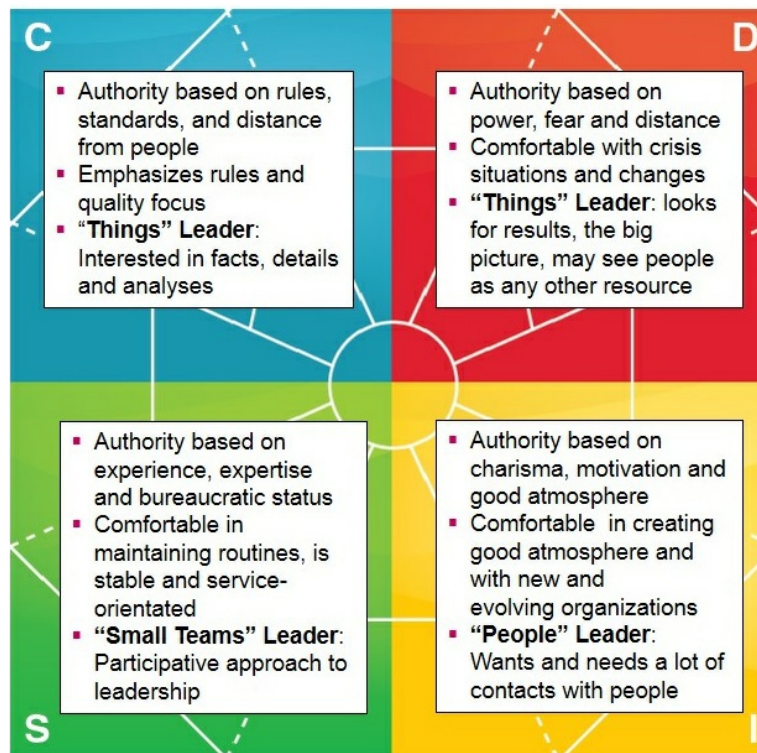 C
▪ Authority based on rules,
standards, and distance
from people
▪ Emphasizes rules and
quality focus
▪ “Things” Leader:
Interested in facts, details
and analyses
D
▪ Authority based on
power, fear and distance
▪ Comfortable with crisis
situations and changes
▪ “Things” Leader: looks
for results, the big
picture, may see people
as any other resource
▪ Authority based on
experience, expertise
and bureaucratic status
▪ Comfortable in
maintaining routines, is
stable and service-
orientated
▪ “Small Teams” Leader:
Participative approach to
leadership
S
▪ Authority based on
charisma, motivation and
good atmosphere
▪ Comfortable in creating
good atmosphere and
with new and
evolving organizations
▪ “People” Leader:
Wants and needs a lot of
contacts with people
I